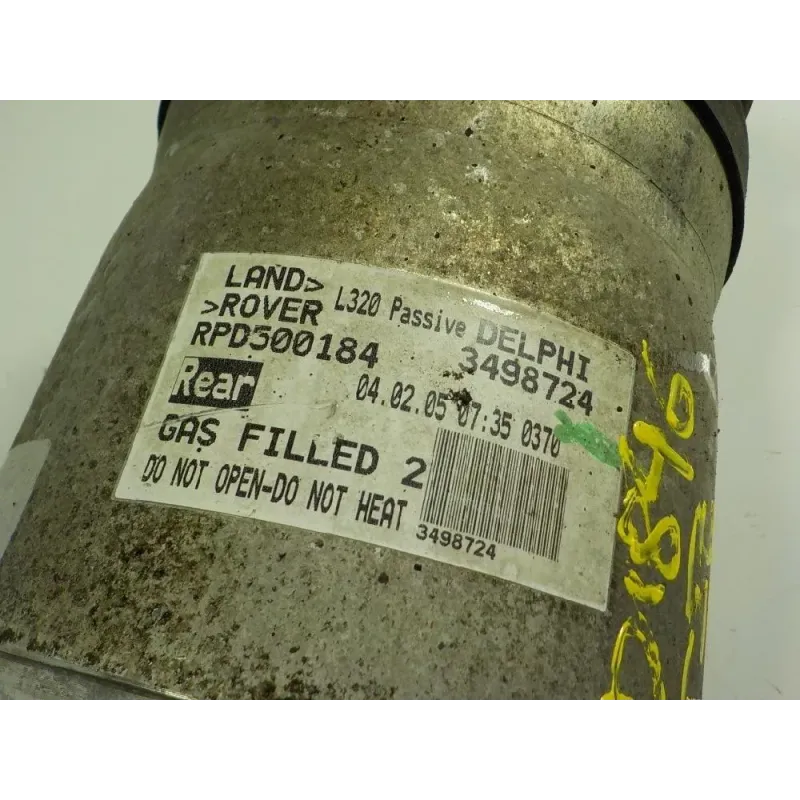 LAND>
>ROVER
L320 Passive DELPHI
RPD500184
3498724
Rear
04.02.05 07:35 0370
GAS FILLED 2
DO NOT OPEN-DO NOT HEAT
3498724